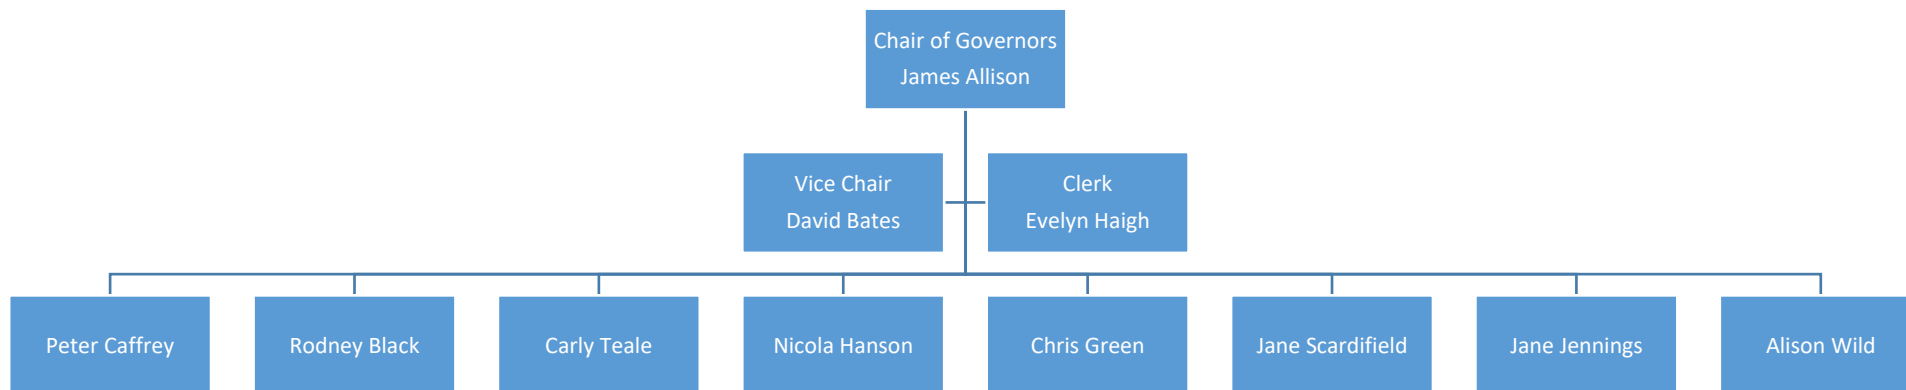 Chair of Governors
James Allison
Vice Chair
David Bates
Clerk
Evelyn Haigh
Peter Caffrey
Rodney Black
Carly Teale
Nicola Hanson
Chris Green
Jane Scardifield
Jane Jennings
Alison Wild